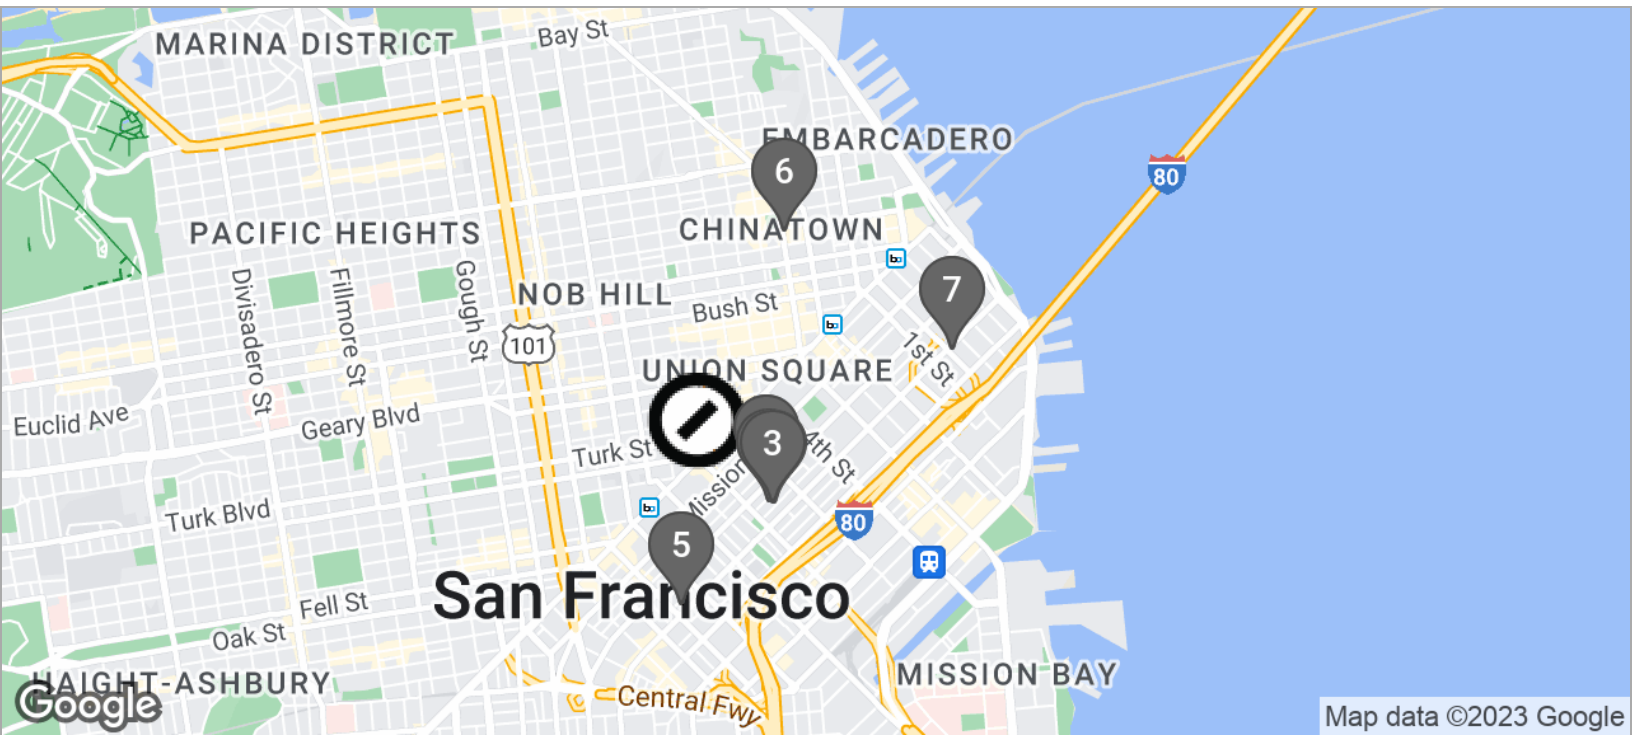 MARINA DISTRICT
Bay St
EMBARCADERO
6
80
PACIFIC HEIGHTS
CHINATOWN
bo
7
Divisadero St
Fillmore St
Gough St
NOB HILL
Bush St
bo
101
1st St
UNION SQUARE
Euclid Ave
Geary Blvd
Turk St
Mission
3
4th St
Turk Blvd
bo
80
5
San Francisco
Fell St
Oak St
HAIGHT-ASHBURY
MISSION BAY
Central Fwy
Google
Map data ©2023 Google